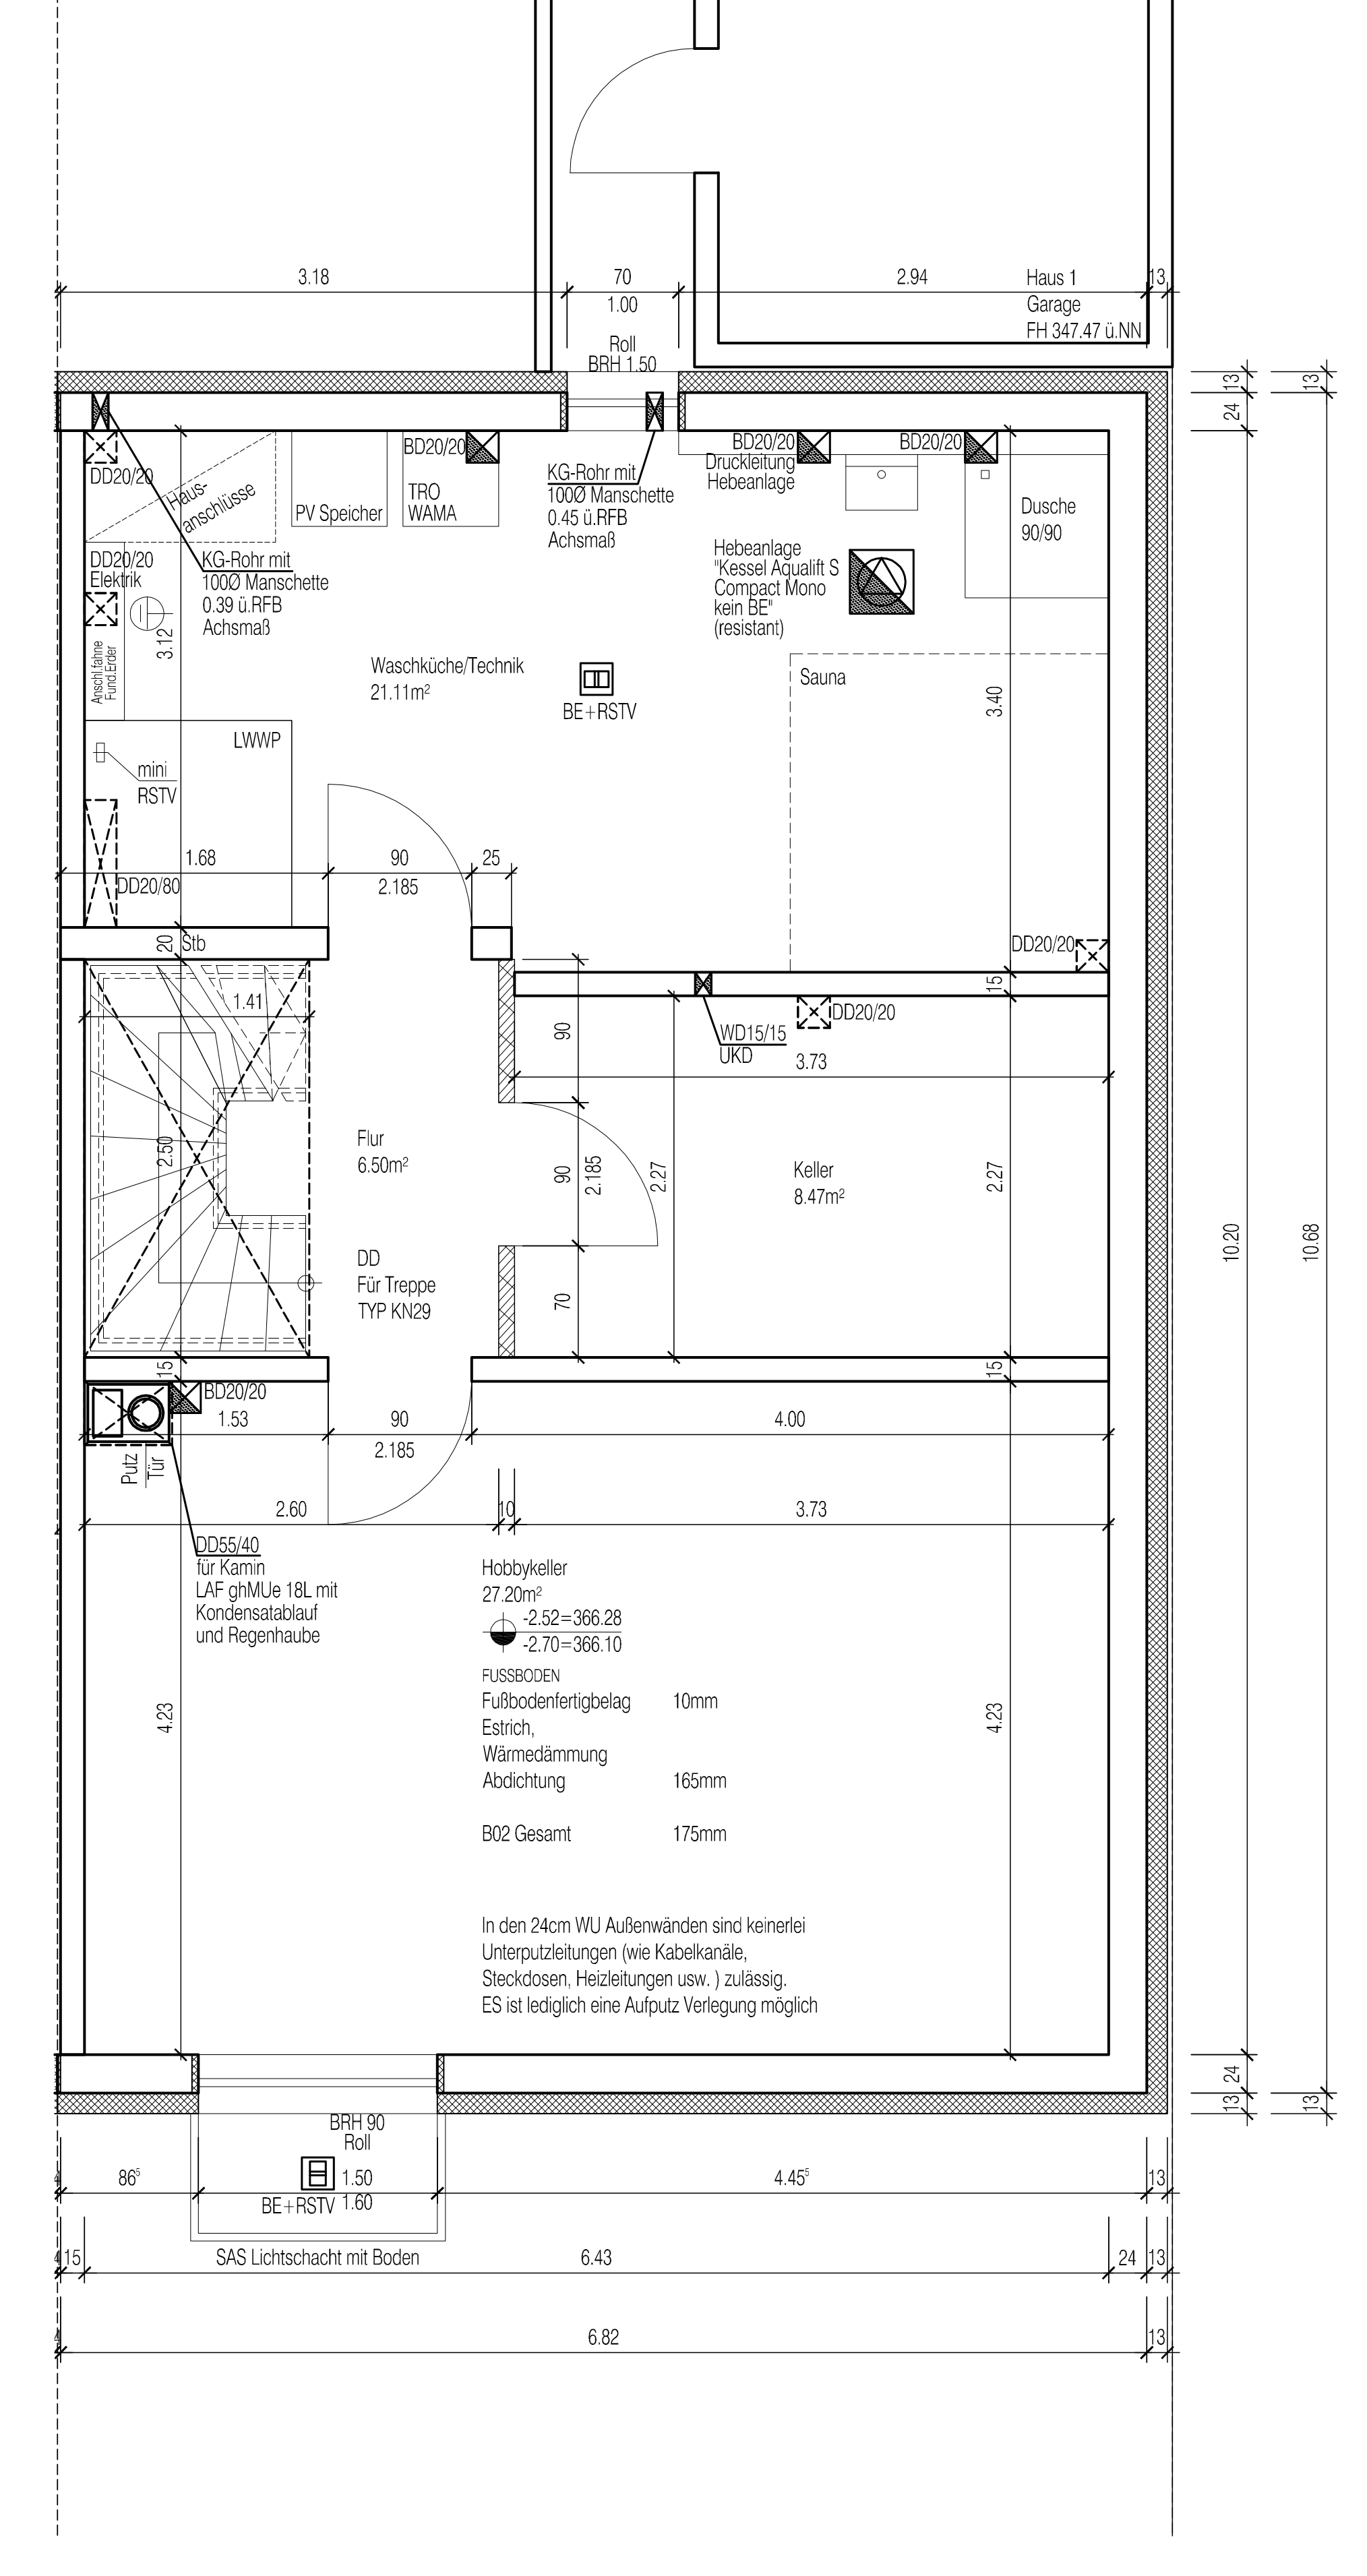 3.18
70
1.00
2.94
13
Haus 1
Garage
FH 347.47 ü.NN
Roll
BRH 1.50
13
24
13
DD20/20
Haus-
anschlüsse
PV Speicher
BD20/20
TRO
WAMA
KG-Rohr mit
100Ø Manschette
0.45 ü.RFB
Achsmaß
BD20/20
Druckleitung
Hebeanlage
BD20/20
Dusche
90/90
DD20/20
Elektrik
KG-Rohr mit
100Ø Manschette
0.39 ü.RFB
Achsmaß
Hebeanlage
"Kessel Aqualift S
Compact Mono
kein BE"
(resistant)
3.12
Anschl.fahne
Fund.Erder
Waschküche/Technik
21.11m²
BE+RSTV
Sauna
3.40
LWWP
mini
RSTV
1.68
90
2.185
25
DD20/80
20
Stb
DD20/20
15
1.41
90
WD15/15
UKD
DD20/20
3.73
2.50
Flur
6.50m²
90
2.185
2.27
Keller
8.47m²
2.27
10.20
10.68
DD
Für Treppe
TYP KN29
70
15
15
BD20/20
1.53
90
2.185
4.00
Putz
Tür
2.60
10
3.73
DD55/40
für Kamin
LAF ghMUe 18L mit
Kondensatablauf
und Regenhaube
Hobbykeller
27.20m²
-2.52=366.28
-2.70=366.10
FUSSBODEN
Fußbodenfertigbelag 10mm
Estrich,
Wärmedämmung
Abdichtung 165mm
B02 Gesamt 175mm
4.23
4.23
In den 24cm WU Außenwänden sind keinerlei
Unterputzleitungen (wie Kabelkanäle,
Steckdosen, Heizleitungen usw. ) zulässig.
ES ist lediglich eine Aufputz Verlegung möglich
24
13
13
BRH 90
Roll
4
86⁵
1.50
1.60
BE+RSTV
4.45⁵
13
SAS Lichtschacht mit Boden
4
15
6.43
24
13
4
6.82
13